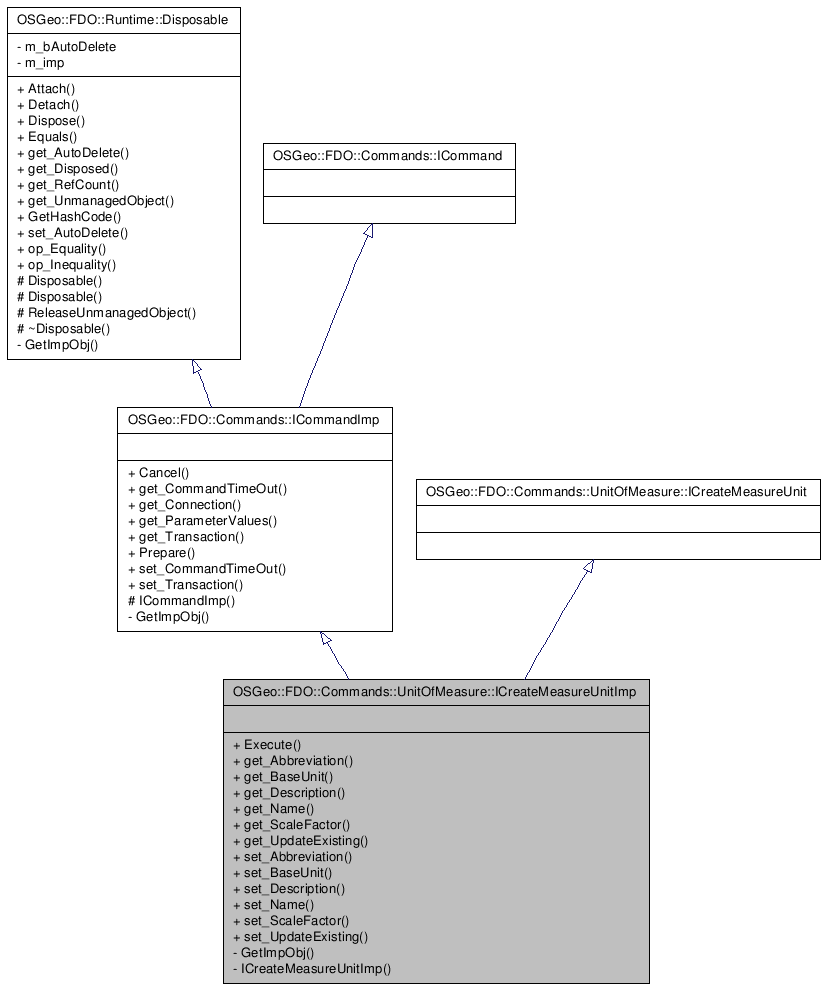 OSGeo::FDO::Runtime::Disposable
- m_bAutoDelete
- m_imp
+ Attach()
+ Detach()
+ Dispose()
+ Equals()
+ get_AutoDelete()
+ get_Disposed()
+ get_RefCount()
+ get_UnmanagedObject()
+ GetHashCode()
+ set_AutoDelete()
+ op_Equality()
+ op_Inequality()
# Disposable()
# Disposable()
# ReleaseUnmanagedObject()
# ~Disposable()
- GetImpObj()
OSGeo::FDO::Commands::ICommand
OSGeo::FDO::Commands::ICommandImp
+ Cancel()
+ get_CommandTimeOut()
+ get_Connection()
+ get_ParameterValues()
+ get_Transaction()
+ Prepare()
+ set_CommandTimeOut()
+ set_Transaction()
# ICommandImp()
- GetImpObj()
OSGeo::FDO::Commands::UnitOfMeasure::ICreateMeasureUnit
OSGeo::FDO::Commands::UnitOfMeasure::ICreateMeasureUnitImp
+ Execute()
+ get_Abbreviation()
+ get_BaseUnit()
+ get_Description()
+ get_Name()
+ get_ScaleFactor()
+ get_UpdateExisting()
+ set_Abbreviation()
+ set_BaseUnit()
+ set_Description()
+ set_Name()
+ set_ScaleFactor()
+ set_UpdateExisting()
- GetImpObj()
- ICreateMeasureUnitImp()